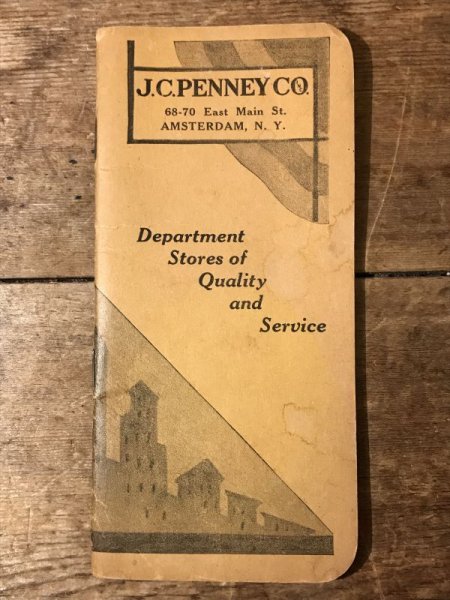 J.C.PENNEY CO.
68-70 East Main St.
AMSTERDAM, N. Y.
Department
Stores of
Quality
and
Service